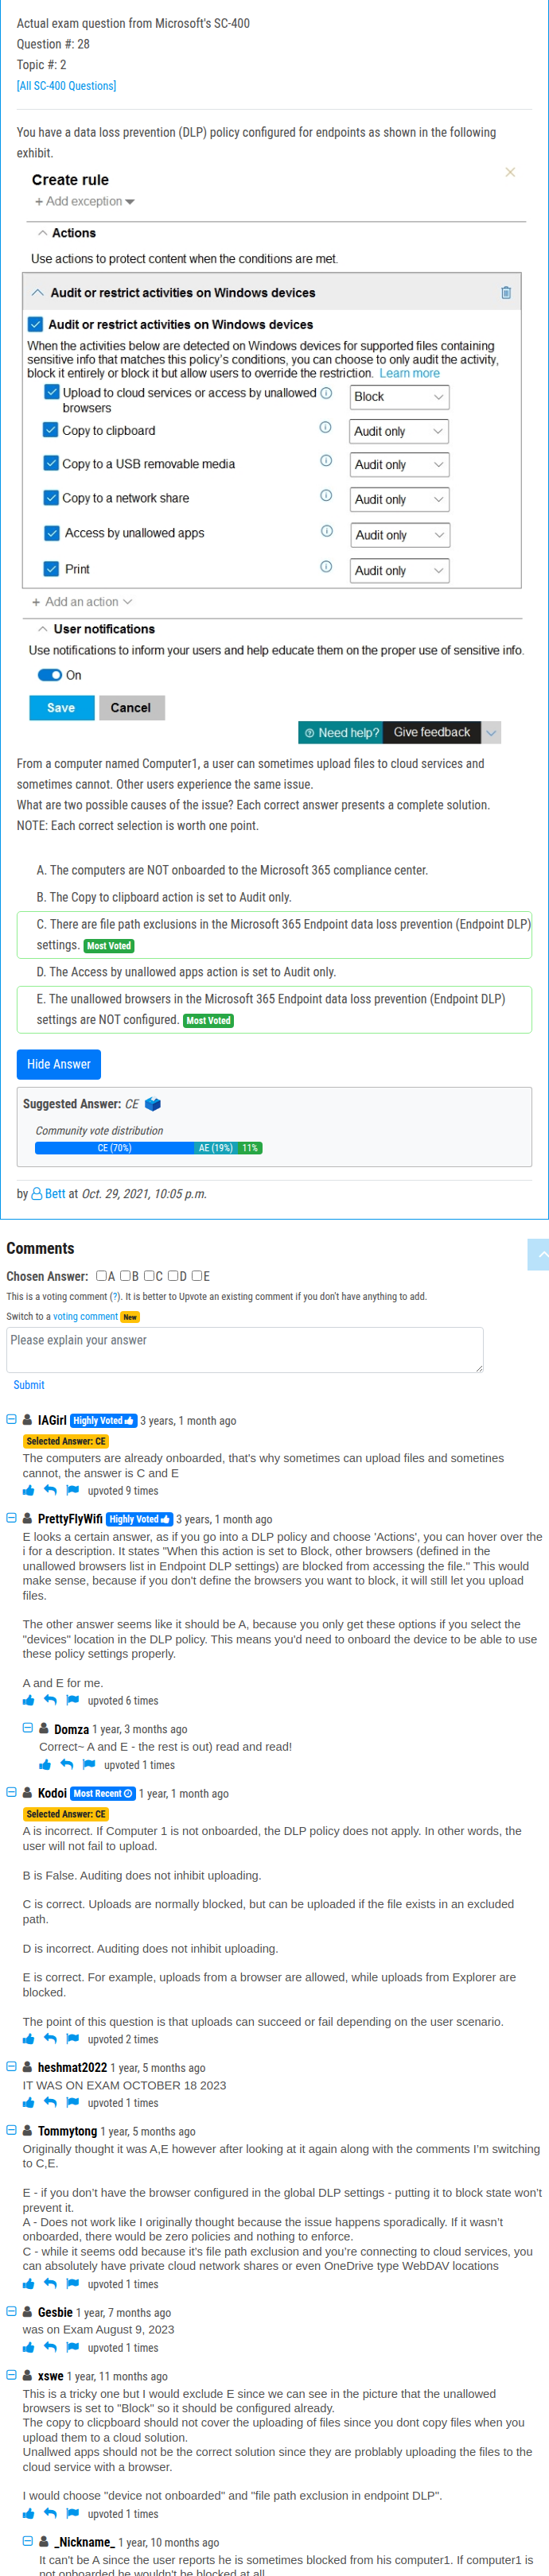 Actual exam question from Microsoft's SC-400
Question #: 28
Topic #: 2
[All SC-400 Questions]
You have a data loss prevention (DLP) policy configured for endpoints as shown in the following
exhibit.
Create rule
+ Add exception
Actions
Use actions to protect content when the conditions are met.
Audit or restrict activities on Windows devices
Audit or restrict activities on Windows devices
When the activities below are detected on Windows devices for supported files containing
sensitive info that matches this policy's conditions, you can choose to only audit the activity,
block it entirely or block it but allow users to override the restriction. Learn more
Upload to cloud services or access by unallowed Block
browsers
Copy to clipboard Audit only
Copy to a USB removable media Audit only
Copy to a network share Audit only
Access by unallowed apps Audit only
Print Audit only
+ Add an action
User notifications
Use notifications to inform your users and help educate them on the proper use of sensitive info.
On
Save Cancel
Need help? Give feedback
From a computer named Computer1, a user can sometimes upload files to cloud services and
sometimes cannot. Other users experience the same issue.
What are two possible causes of the issue? Each correct answer presents a complete solution.
NOTE: Each correct selection is worth one point.
A. The computers are NOT onboarded to the Microsoft 365 compliance center.
B. The Copy to clipboard action is set to Audit only.
C. There are file path exclusions in the Microsoft 365 Endpoint data loss prevention (Endpoint DLP)
settings. Most Voted
D. The Access by unallowed apps action is set to Audit only.
E. The unallowed browsers in the Microsoft 365 Endpoint data loss prevention (Endpoint DLP)
settings are NOT configured. Most Voted
Hide Answer
Suggested Answer: CE
Community vote distribution
CE (70%) AE (19%) 11%
by Bett at Oct. 29, 2021, 10:05 p.m.
Comments
Chosen Answer: A B C D E
This is a voting comment (?). It is better to Upvote an existing comment if you don't have anything to add.
Switch to a voting comment New
Please explain your answer
Submit
IAGirl Highly Voted 3 years, 1 month ago
Selected Answer: CE
The computers are already onboarded, that's why sometimes can upload files and sometines
cannot, the answer is C and E
upvoted 9 times
PrettyFlyWifi Highly Voted 3 years, 1 month ago
E looks a certain answer, as if you go into a DLP policy and choose 'Actions', you can hover over the
i for a description. It states "When this action is set to Block, other browsers (defined in the
unallowed browsers list in Endpoint DLP settings) are blocked from accessing the file." This would
make sense, because if you don't define the browsers you want to block, it will still let you upload
files.
The other answer seems like it should be A, because you only get these options if you select the
"devices" location in the DLP policy. This means you'd need to onboard the device to be able to use
these policy settings properly.
A and E for me.
upvoted 6 times
Domza 1 year, 3 months ago
Correct~ A and E - the rest is out) read and read!
upvoted 1 times
Kodoi Most Recent 1 year, 1 month ago
Selected Answer: CE
A is incorrect. If Computer 1 is not onboarded, the DLP policy does not apply. In other words, the
user will not fail to upload.
B is False. Auditing does not inhibit uploading.
C is correct. Uploads are normally blocked, but can be uploaded if the file exists in an excluded
path.
D is incorrect. Auditing does not inhibit uploading.
E is correct. For example, uploads from a browser are allowed, while uploads from Explorer are
blocked.
The point of this question is that uploads can succeed or fail depending on the user scenario.
upvoted 2 times
heshmat2022 1 year, 5 months ago
IT WAS ON EXAM OCTOBER 18 2023
upvoted 1 times
Tommytong 1 year, 5 months ago
Originally thought it was A,E however after looking at it again along with the comments I'm switching
to C,E.
E - if you don't have the browser configured in the global DLP settings - putting it to block state won't
prevent it.
A - Does not work like I originally thought because the issue happens sporadically. If it wasn't
onboarded, there would be zero policies and nothing to enforce.
C - while it seems odd because it's file path exclusion and you're connecting to cloud services, you
can absolutely have private cloud network shares or even OneDrive type WebDAV locations
upvoted 1 times
Gesbie 1 year, 7 months ago
was on Exam August 9, 2023
upvoted 1 times
xswe 1 year, 11 months ago
This is a tricky one but I would exclude E since we can see in the picture that the unallowed
browsers is set to "Block" so it should be configured already.
The copy to clicpboard should not cover the uploading of files since you dont copy files when you
upload them to a cloud solution.
Unallwed apps should not be the correct solution since they are problably uploading the files to the
cloud service with a browser.
I would choose "device not onboarded" and "file path exclusion in endpoint DLP".
upvoted 1 times
_Nickname_ 1 year, 10 months ago
It can't be A since the user reports he is sometimes blocked from his computer1. If computer1 is
not onboarded he wouldn't be blocked at all